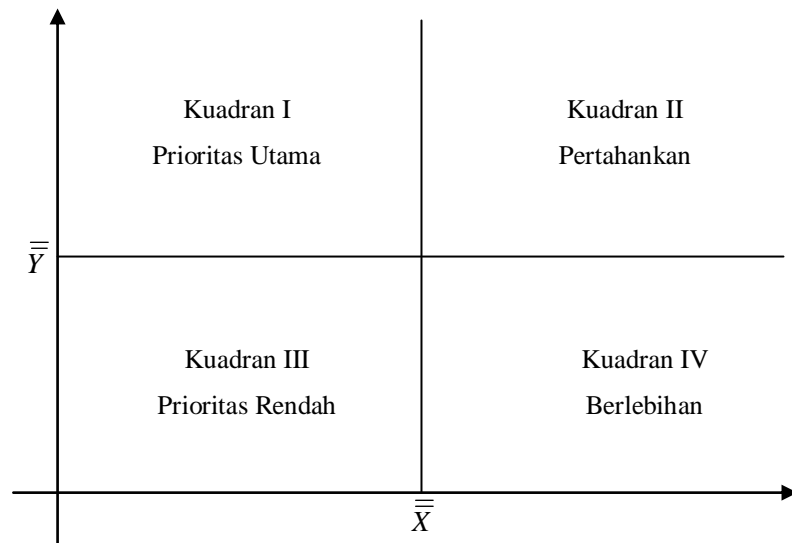 Kuadran I
Prioritas Utama
Kuadran II
Pertahankan
Y̿
Kuadran III
Prioritas Rendah
Kuadran IV
Berlebihan
X̿